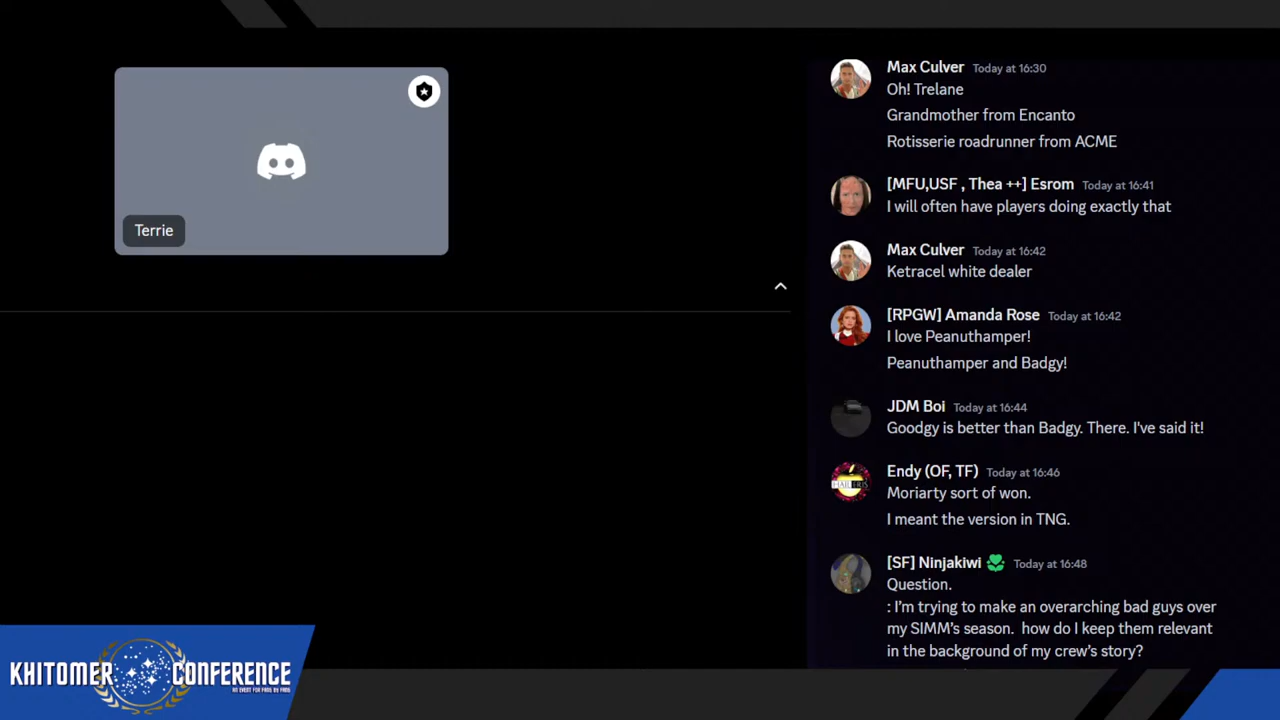 Terrie
Max Culver Today at 16:30
Oh! Trelane
Grandmother from Encanto
Rotisserie roadrunner from ACME
[MFU,USF , Thea ++] Esrom Today at 16:41
I will often have players doing exactly that
Max Culver Today at 16:42
Ketracel white dealer
[RPGW] Amanda Rose Today at 16:42
I love Peanuthamper!
Peanuthamper and Badgy!
JDM Boi Today at 16:44
Goodgy is better than Badgy. There. I've said it!
Endy (OF, TF) Today at 16:46
Moriarty sort of won.
I meant the version in TNG.
[SF] Ninjakiwi Today at 16:48
Question.
: I’m trying to make an overarching bad guys over
my SIMM’s season.  how do I keep them relevant
in the background of my crew’s story?
KHITOMER CONFERENCE
AN EVENT FOR FANS BY FANS